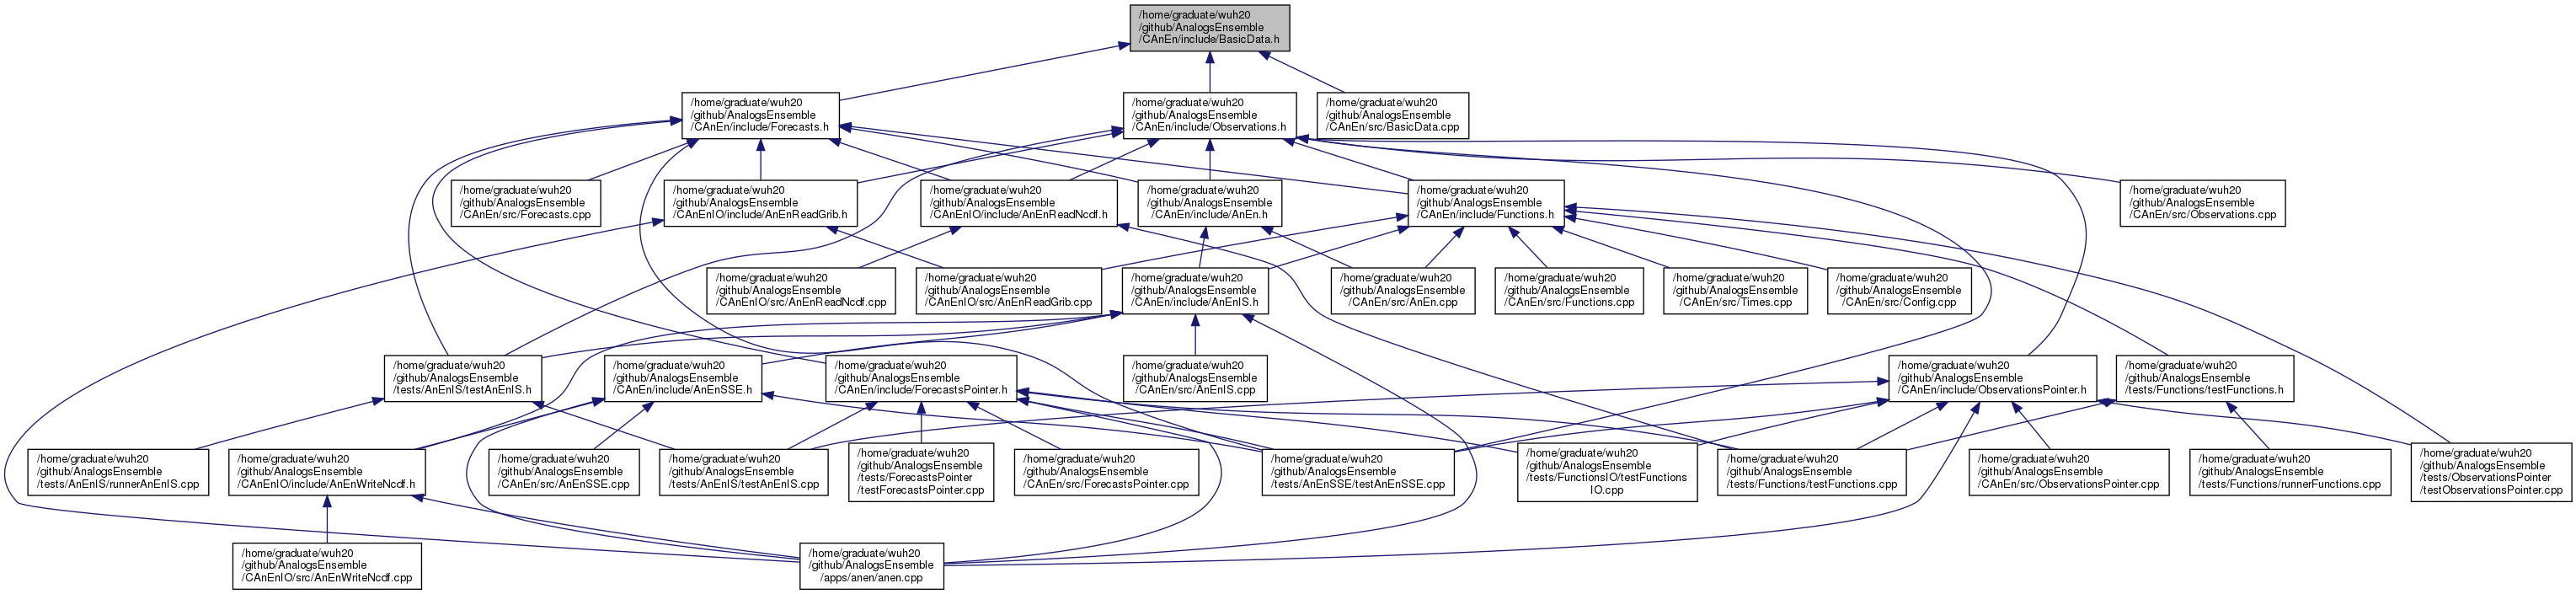 /home/graduate/wuh20
/github/AnalogsEnsemble
/CAnEn/include/BasicData.h
/home/graduate/wuh20
/github/AnalogsEnsemble
/CAnEn/include/Forecasts.h
/home/graduate/wuh20
/github/AnalogsEnsemble
/CAnEn/include/Observations.h
/home/graduate/wuh20
/github/AnalogsEnsemble
/CAnEn/src/BasicData.cpp
/home/graduate/wuh20
/github/AnalogsEnsemble
/CAnEn/src/Forecasts.cpp
/home/graduate/wuh20
/github/AnalogsEnsemble
/CAnEnIO/include/AnEnReadGrib.h
/home/graduate/wuh20
/github/AnalogsEnsemble
/CAnEnIO/include/AnEnReadNcdf.h
/home/graduate/wuh20
/github/AnalogsEnsemble
/CAnEn/include/AnEn.h
/home/graduate/wuh20
/github/AnalogsEnsemble
/CAnEn/include/Functions.h
/home/graduate/wuh20
/github/AnalogsEnsemble
/CAnEn/src/Observations.cpp
/home/graduate/wuh20
/github/AnalogsEnsemble
/CAnEnIO/src/AnEnReadNcdf.cpp
/home/graduate/wuh20
/github/AnalogsEnsemble
/CAnEnIO/src/AnEnReadGrib.cpp
/home/graduate/wuh20
/github/AnalogsEnsemble
/CAnEn/include/AnEnIS.h
/home/graduate/wuh20
/github/AnalogsEnsemble
/CAnEn/src/AnEn.cpp
/home/graduate/wuh20
/github/AnalogsEnsemble
/CAnEn/src/Functions.cpp
/home/graduate/wuh20
/github/AnalogsEnsemble
/CAnEn/src/Times.cpp
/home/graduate/wuh20
/github/AnalogsEnsemble
/CAnEn/src/Config.cpp
/home/graduate/wuh20
/github/AnalogsEnsemble
/tests/AnEnIS/testAnEnIS.h
/home/graduate/wuh20
/github/AnalogsEnsemble
/CAnEn/include/AnEnSSE.h
/home/graduate/wuh20
/github/AnalogsEnsemble
/CAnEn/include/ForecastsPointer.h
/home/graduate/wuh20
/github/AnalogsEnsemble
/CAnEn/src/AnEnIS.cpp
/home/graduate/wuh20
/github/AnalogsEnsemble
/CAnEn/include/ObservationsPointer.h
/home/graduate/wuh20
/github/AnalogsEnsemble
/tests/Functions/testFunctions.h
/home/graduate/wuh20
/github/AnalogsEnsemble
/tests/AnEnIS/runnerAnEnIS.cpp
/home/graduate/wuh20
/github/AnalogsEnsemble
/CAnEnIO/include/AnEnWriteNcdf.h
/home/graduate/wuh20
/github/AnalogsEnsemble
/CAnEn/src/AnEnSSE.cpp
/home/graduate/wuh20
/github/AnalogsEnsemble
/tests/AnEnIS/testAnEnIS.cpp
/home/graduate/wuh20
/github/AnalogsEnsemble
/tests/ForecastsPointer
/testForecastsPointer.cpp
/home/graduate/wuh20
/github/AnalogsEnsemble
/CAnEn/src/ForecastsPointer.cpp
/home/graduate/wuh20
/github/AnalogsEnsemble
/tests/AnEnSSE/testAnEnSSE.cpp
/home/graduate/wuh20
/github/AnalogsEnsemble
/tests/FunctionsIO/testFunctions
IO.cpp
/home/graduate/wuh20
/github/AnalogsEnsemble
/tests/Functions/testFunctions.cpp
/home/graduate/wuh20
/github/AnalogsEnsemble
/CAnEn/src/ObservationsPointer.cpp
/home/graduate/wuh20
/github/AnalogsEnsemble
/tests/Functions/runnerFunctions.cpp
/home/graduate/wuh20
/github/AnalogsEnsemble
/tests/ObservationsPointer
/testObservationsPointer.cpp
/home/graduate/wuh20
/github/AnalogsEnsemble
/CAnEnIO/src/AnEnWriteNcdf.cpp
/home/graduate/wuh20
/github/AnalogsEnsemble
/apps/anen/anen.cpp